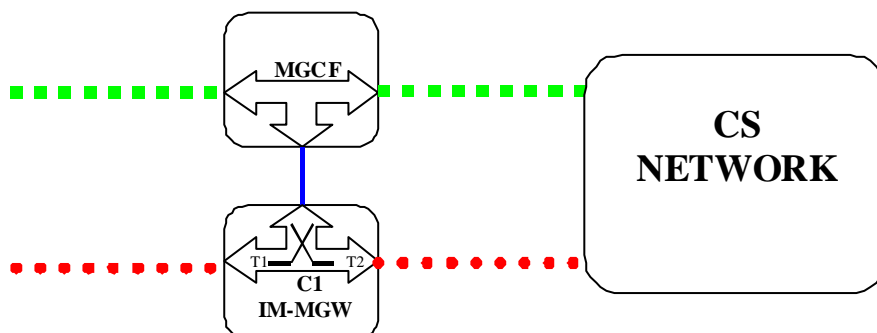 MGCF
CS
NETWORK
T1 T2
C1
IM-MGW